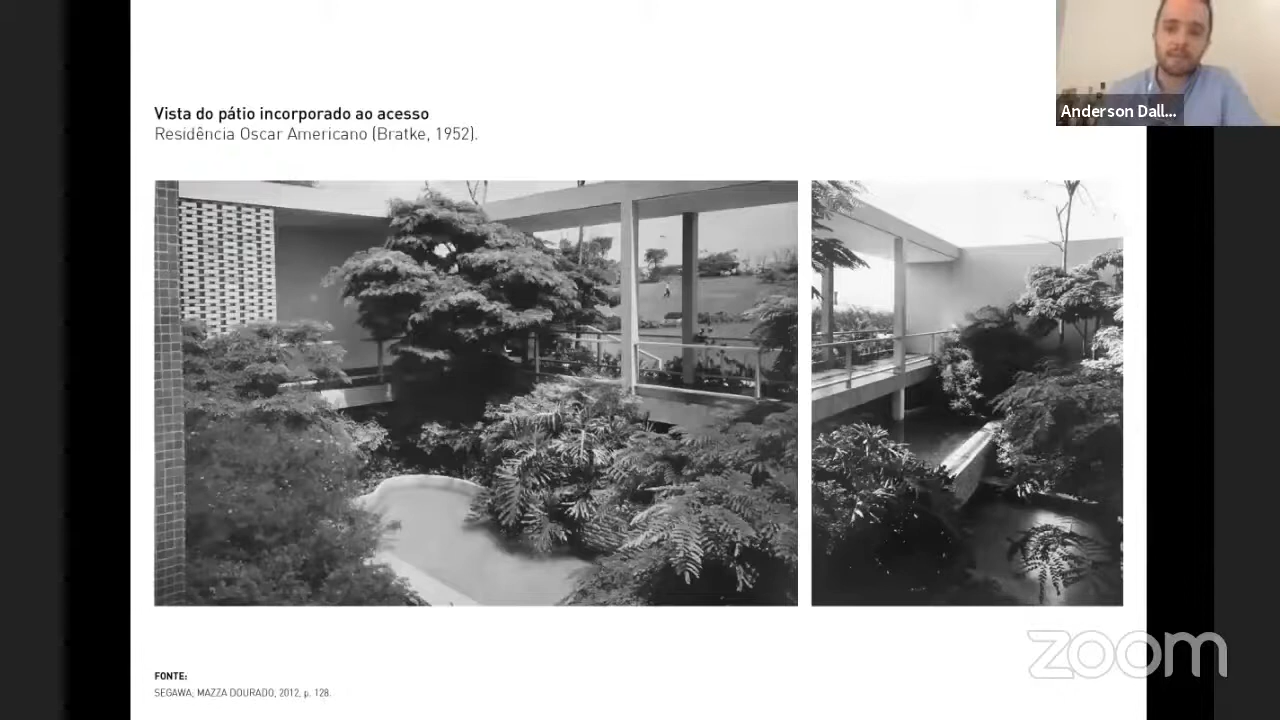 Vista do pátio incorporado ao acesso
Residência Oscar Americano (Bratke, 1952).
Anderson Dall...
FONTE:
SEGAWA, MAZZA DOURADO, 2012, p. 128.
zoom